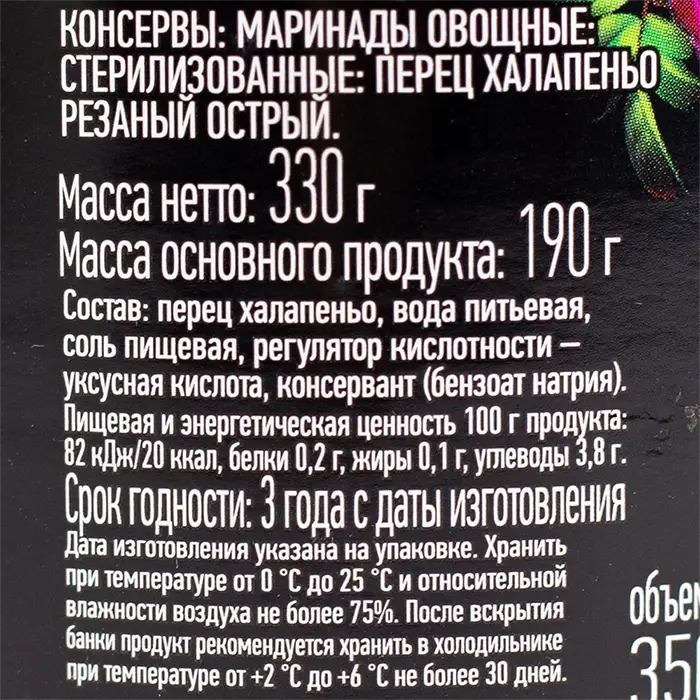 КОНСЕРВЫ: МАРИНАДЫ ОВОЩНЫЕ:
СТЕРИЛИЗОВАННЫЕ: ПЕРЕЦ ХАЛАПЕНЬО
РЕЗАНЫЙ ОСТРЫЙ.
Масса нетто: 330 г
Масса основного продукта: 190 г
Состав: перец халапеньо, вода питьевая,
соль пищевая, регулятор кислотности –
уксусная кислота, консервант (бензоат натрия).
Пищевая и энергетическая ценность 100 г продукта:
82 кДж/20 ккал, белки 0,2 г, жиры 0,1 г, углеводы 3,8 г.
Срок годности: 3 года с даты изготовления
Дата изготовления указана на упаковке. Хранить
при температуре от 0 °С до 25 °С и относительной
влажности воздуха не более 75%. После вскрытия
банки продукт рекомендуется хранить в холодильнике
при температуре от +2 °С до +6 °С не более 30 дней.